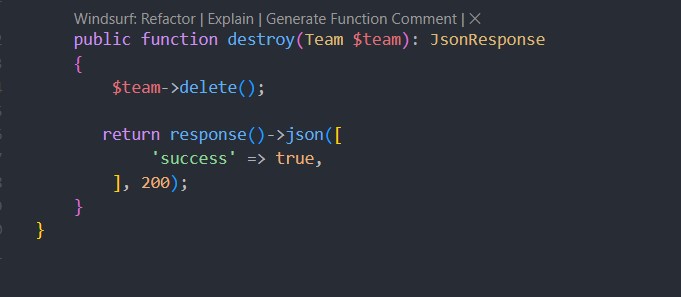 Windsurf: Refactor | Explain | Generate Function Comment | ×
public function destroy(Team $team): JsonResponse
{
$team->delete();
return response()->json([
'success' => true,
], 200);
}
}